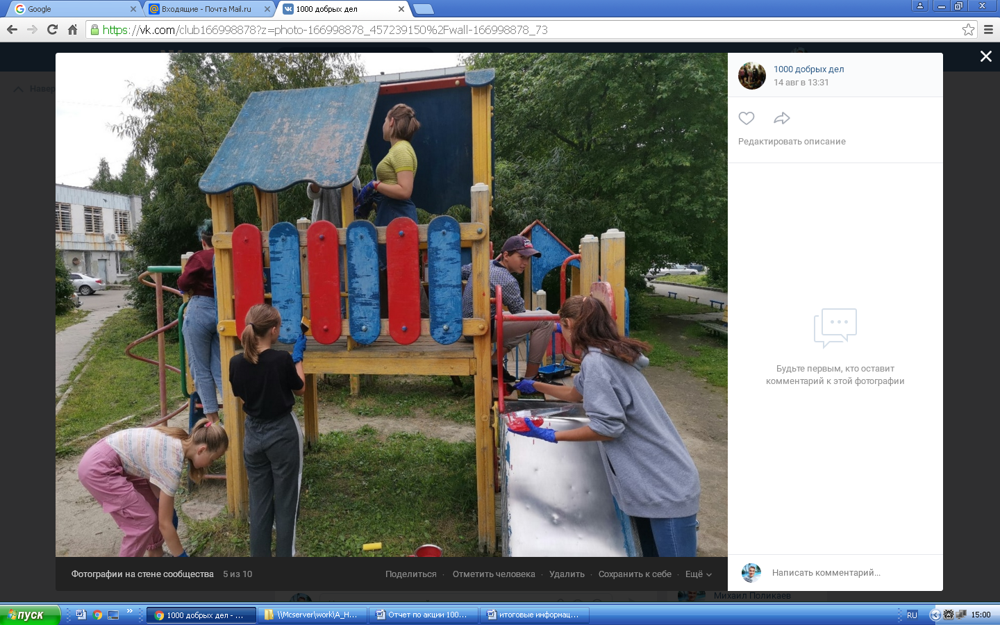 Google
Входящие - Почта Mail.ru
1000 добрых дел
https://vk.com/club166998878?z=photo-166998878_457239150%2Fwall-166998878_73
Навер
1000 добрых дел
14 авг в 13:31
Редактировать описание
Будьте первым, кто оставит
комментарий к этой фотографии
Фотографии на стене сообщества 5 из 10 Поделиться · Отметить человека · Удалить · Сохранить к себе · Ещё
Написать комментарий...
Михаил Поликаев
пуск
1000 добрых дел - ...
\\Mcserver\work\A_H...
Отчет по акции 100...
итоговые информац...
RU
15:00